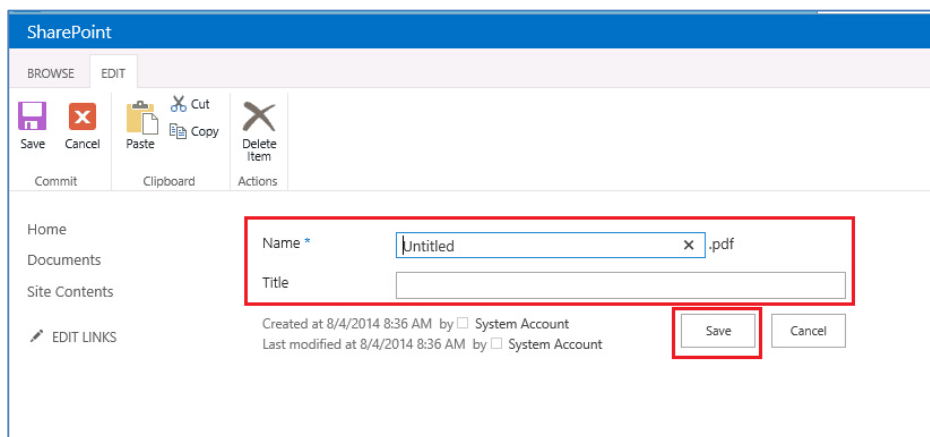 SharePoint
BROWSE EDIT
Save Cancel Paste Cut
Copy
Delete
Item
Commit Clipboard Actions
Home
Documents
Site Contents
EDIT LINKS
Name * Untitled .pdf
Title
Created at 8/4/2014 8:36 AM by System Account
Last modified at 8/4/2014 8:36 AM by System Account
Save Cancel